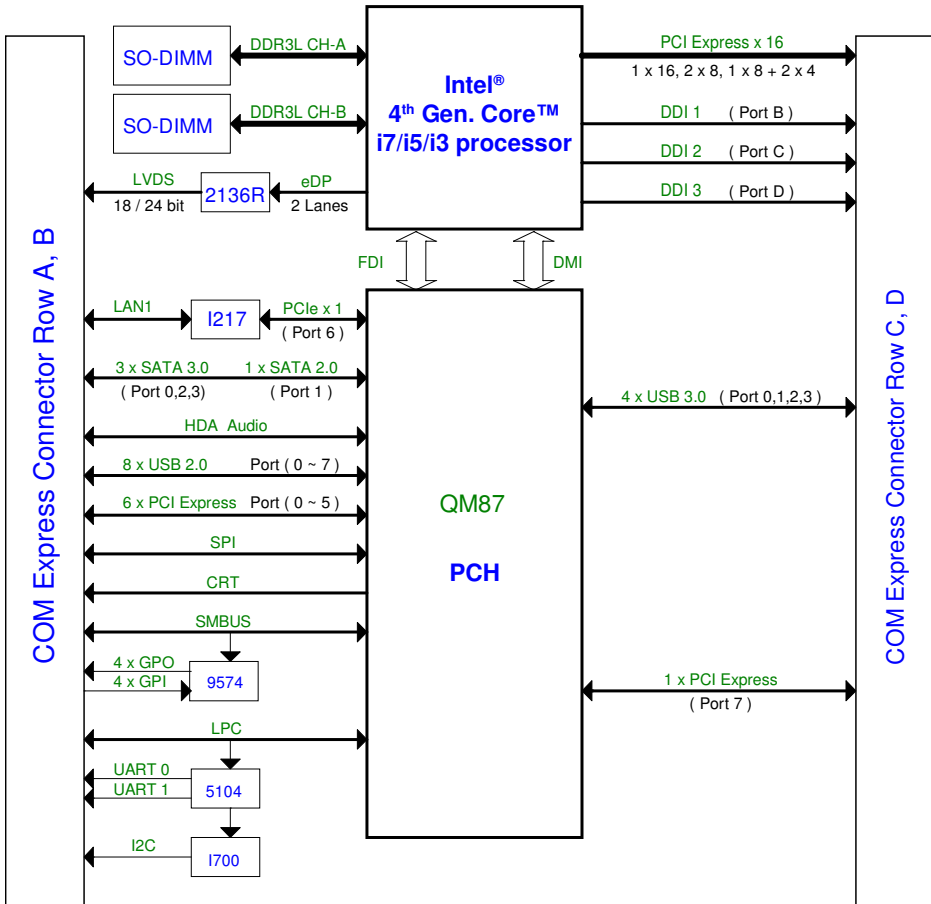 COM Express Connector Row A, B
SO-DIMM
DDR3L CH-A
SO-DIMM
DDR3L CH-B
LVDS
18 / 24 bit
2136R
eDP
2 Lanes
Intel®
4th Gen. Core™
i7/i5/i3 processor
PCI Express x 16
1 x 16, 2 x 8, 1 x 8 + 2 x 4
DDI 1 ( Port B )
DDI 2 ( Port C )
DDI 3 ( Port D )
FDI
DMI
LAN1
I217
PCIe x 1
( Port 6 )
3 x SATA 3.0 1 x SATA 2.0
( Port 0,2,3) ( Port 1 )
HDA Audio
8 x USB 2.0 Port ( 0 ~ 7 )
6 x PCI Express Port ( 0 ~ 5 )
SPI
CRT
SMBUS
4 x GPO
4 x GPI
9574
LPC
UART 0
UART 1
5104
I2C
I700
QM87
PCH
4 x USB 3.0 ( Port 0,1,2,3 )
1 x PCI Express
( Port 7 )
COM Express Connector Row C, D